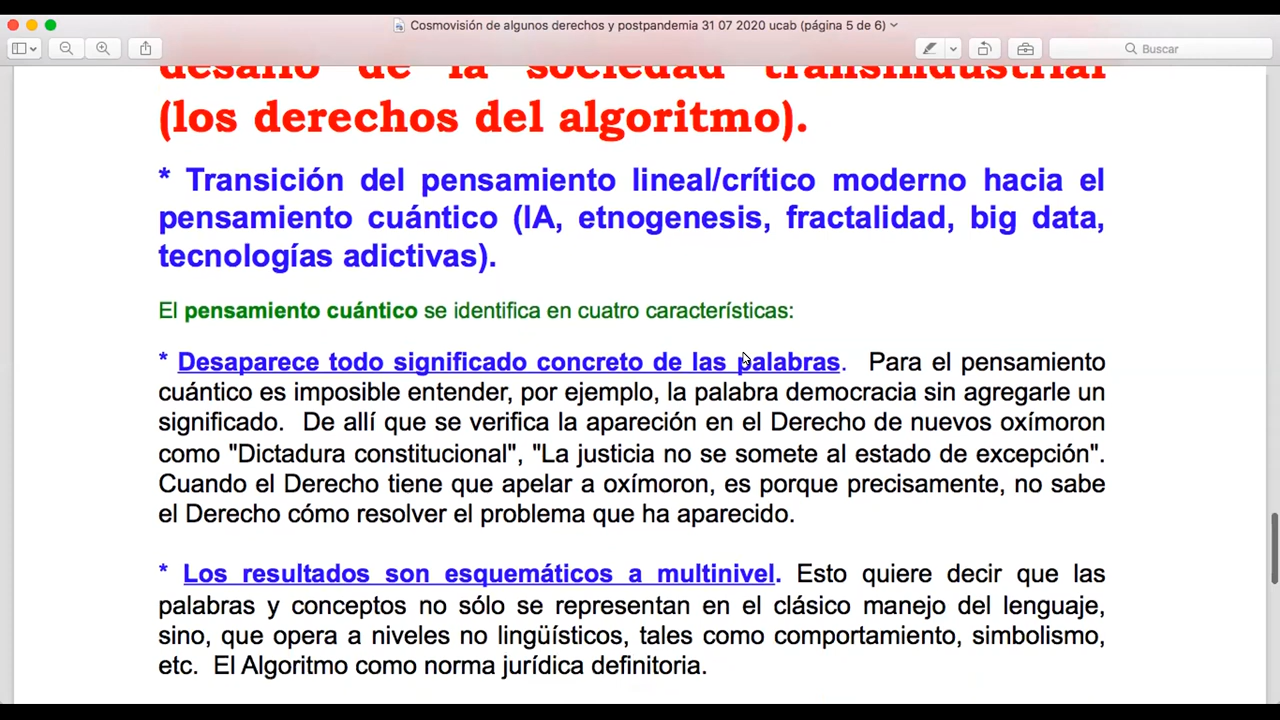 Cosmovisión de algunos derechos y postpandemia 31 07 2020 ucab (página 5 de 6)
Buscar
desafío de la sociedad transindustrial
(los derechos del algoritmo).
* Transición del pensamiento lineal/crítico moderno hacia el
pensamiento cuántico (IA, etnogenesis, fractalidad, big data,
tecnologías adictivas).
El pensamiento cuántico se identifica en cuatro características:
* Desaparece todo significado concreto de las palabras. Para el pensamiento
cuántico es imposible entender, por ejemplo, la palabra democracia sin agregarle un
significado. De allí que se verifica la apareción en el Derecho de nuevos oxímoron
como "Dictadura constitucional", "La justicia no se somete al estado de excepción".
Cuando el Derecho tiene que apelar a oxímoron, es porque precisamente, no sabe
el Derecho cómo resolver el problema que ha aparecido.
* Los resultados son esquemáticos a multinivel. Esto quiere decir que las
palabras y conceptos no sólo se representan en el clásico manejo del lenguaje,
sino, que opera a niveles no lingüísticos, tales como comportamiento, simbolismo,
etc. El Algoritmo como norma jurídica definitoria.